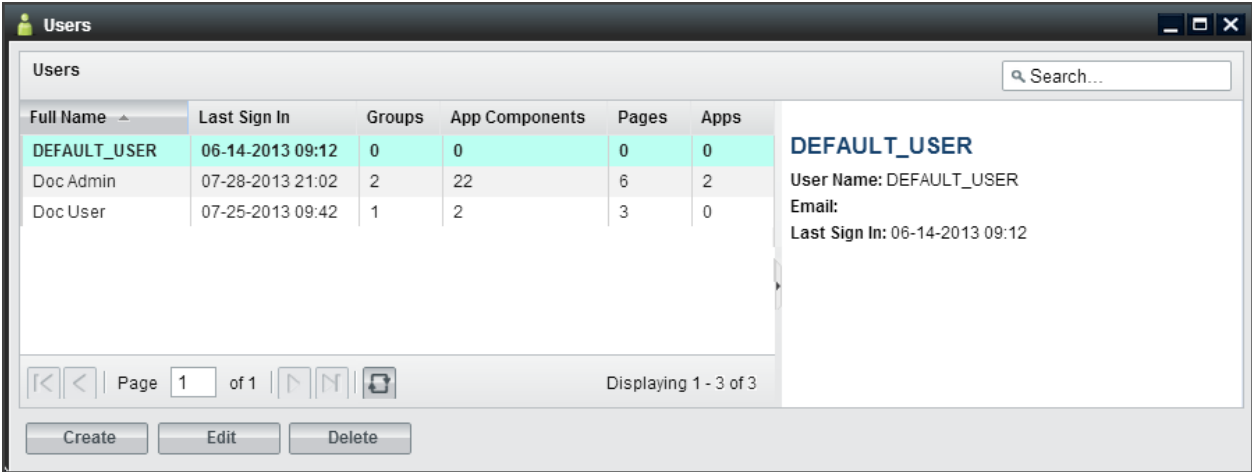 Users
Users
Search...
Full Name Last Sign In Groups App Components Pages Apps
DEFAULT_USER 06-14-2013 09:12 0 0 0 0
Doc Admin 07-28-2013 21:02 2 22 6 2
Doc User 07-25-2013 09:42 1 2 3 0
DEFAULT_USER
User Name: DEFAULT_USER
Email:
Last Sign In: 06-14-2013 09:12
Page 1 of 1 Displaying 1 - 3 of 3
Create Edit Delete